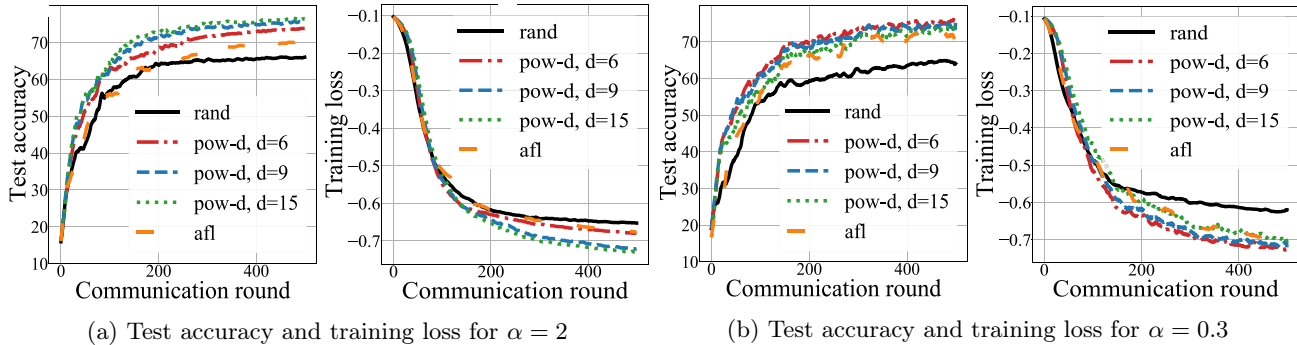 Test accuracy
70
60
50
40
30
20
10
0
200
400
Communication round
rand
pow-d, d=6
pow-d, d=9
pow-d, d=15
afl
Training loss
−0.1
−0.2
−0.3
−0.4
−0.5
−0.6
−0.7
0
200
400
Communication round
rand
pow-d, d=6
pow-d, d=9
pow-d, d=15
afl
(a) Test accuracy and training loss for α = 2
Test accuracy
70
60
50
40
30
20
10
0
200
400
Communication round
rand
pow-d, d=6
pow-d, d=9
pow-d, d=15
afl
Training loss
−0.1
−0.2
−0.3
−0.4
−0.5
−0.6
−0.7
0
200
400
Communication round
rand
pow-d, d=6
pow-d, d=9
pow-d, d=15
afl
(b) Test accuracy and training loss for α = 0.3